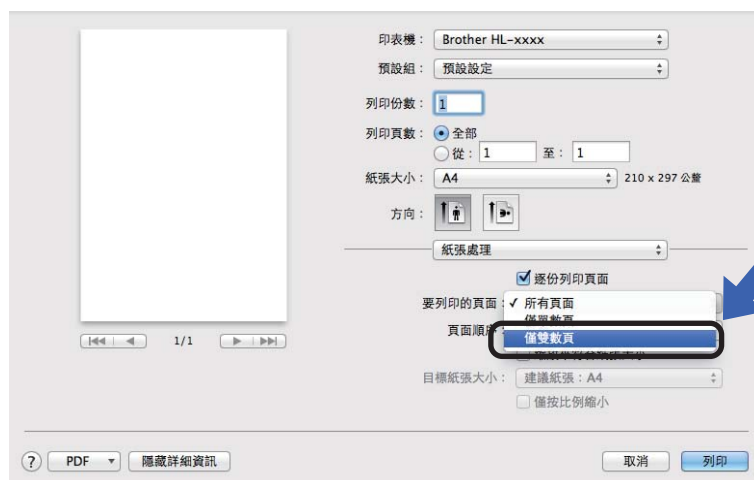 印表機： Brother HL-xxxx
預設組： 預設設定
列印份數： 1
列印頁數： 全部
從： 1 至： 1
紙張大小： A4 210 x 297 公釐
方向：
紙張處理
逐份列印頁面
要列印的頁面： ✓ 所有頁面
僅單數頁
頁面順序： 僅雙數頁
1/1
目標紙張大小： 建議紙張：A4
僅按比例縮小
? PDF 隱藏詳細資訊 取消 列印